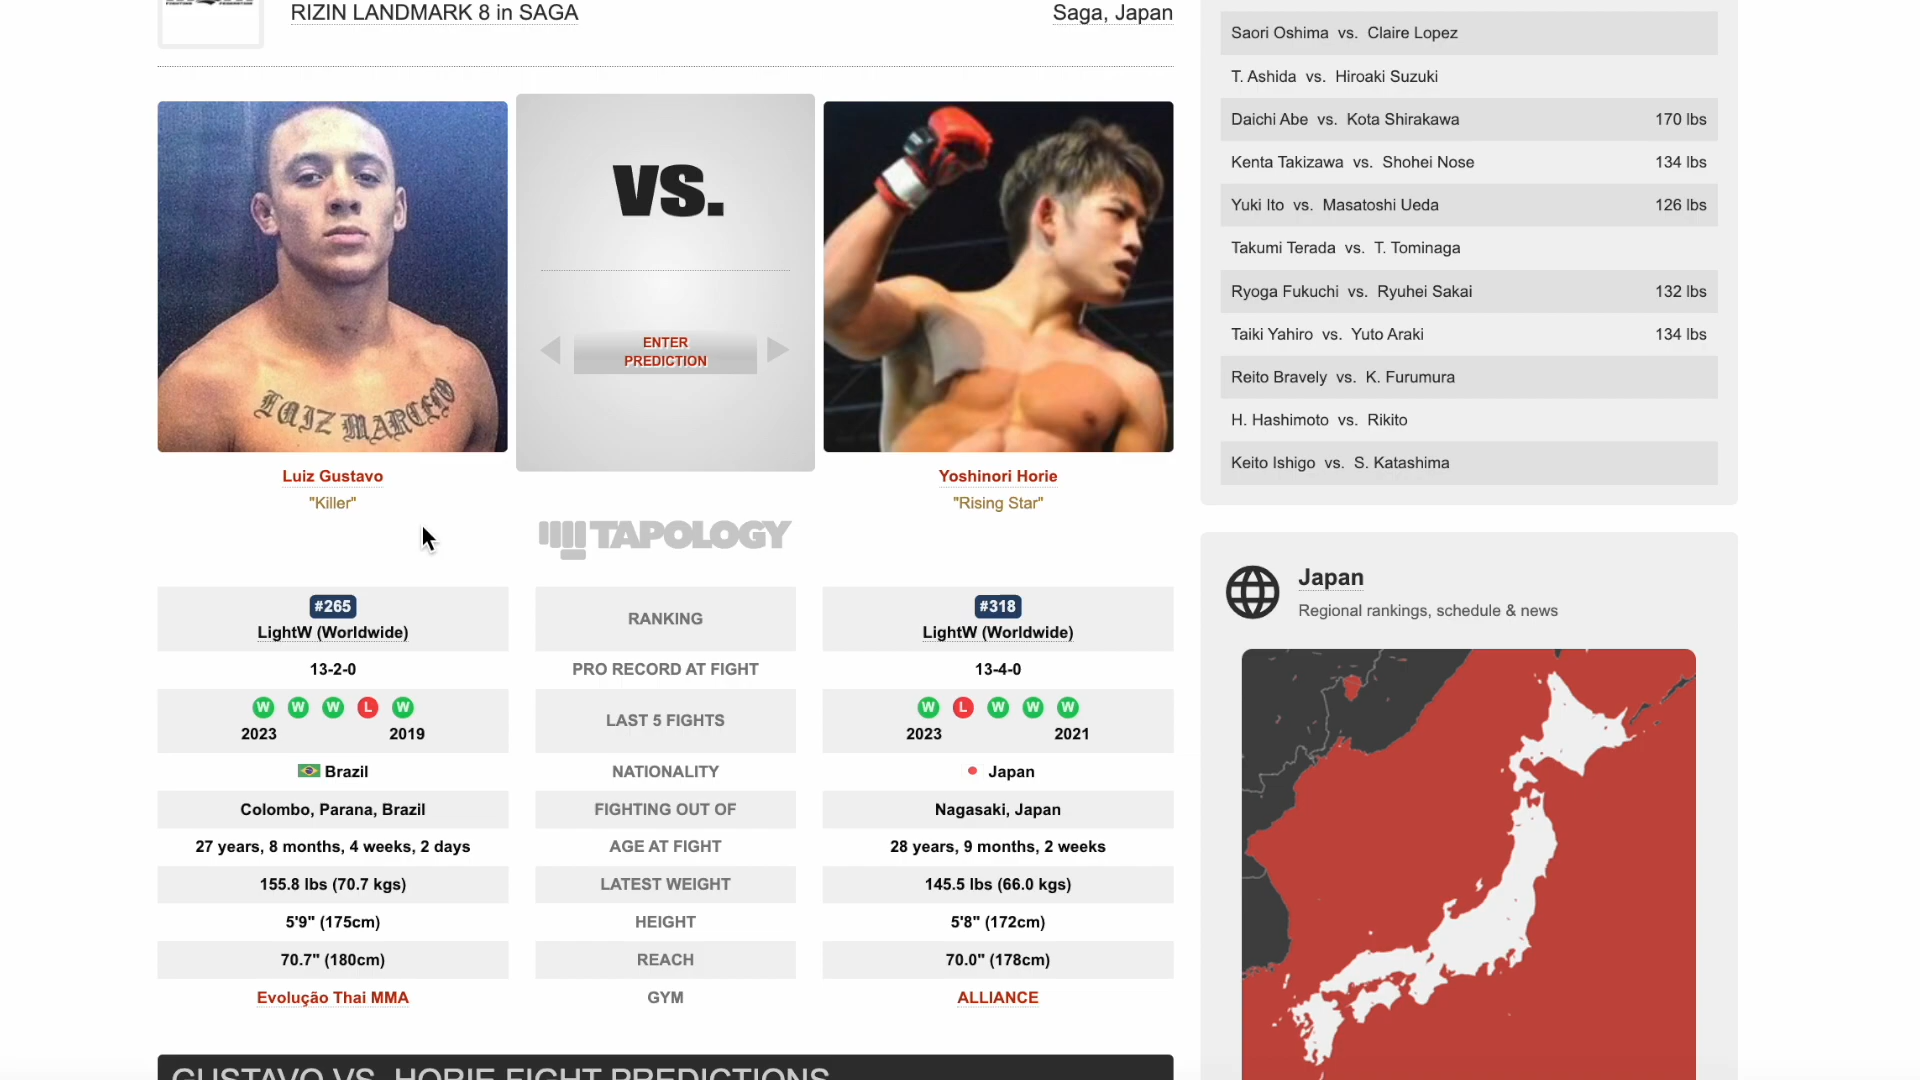 RIZIN LANDMARK 8 in SAGA
Saga, Japan
VS.
ENTER
PREDICTION
LUIZ MARCELO
Luiz Gustavo
"Killer"
Yoshinori Horie
"Rising Star"
TAPOLOGY
#265
LightW (Worldwide)
RANKING
#318
LightW (Worldwide)
13-2-0
PRO RECORD AT FIGHT
13-4-0
W W W L W
2023 2019
LAST 5 FIGHTS
W L W W W
2023 2021
Brazil
NATIONALITY
Japan
Colombo, Parana, Brazil
FIGHTING OUT OF
Nagasaki, Japan
27 years, 8 months, 4 weeks, 2 days
AGE AT FIGHT
28 years, 9 months, 2 weeks
155.8 lbs (70.7 kgs)
LATEST WEIGHT
145.5 lbs (66.0 kgs)
5'9" (175cm)
HEIGHT
5'8" (172cm)
70.7" (180cm)
REACH
70.0" (178cm)
Evolução Thai MMA
GYM
ALLIANCE
GUSTAVO VS. HORIE FIGHT PREDICTIONS
Saori Oshima vs. Claire Lopez
T. Ashida vs. Hiroaki Suzuki
Daichi Abe vs. Kota Shirakawa 170 lbs
Kenta Takizawa vs. Shohei Nose 134 lbs
Yuki Ito vs. Masatoshi Ueda 126 lbs
Takumi Terada vs. T. Tominaga
Ryoga Fukuchi vs. Ryuhei Sakai 132 lbs
Taiki Yahiro vs. Yuto Araki 134 lbs
Reito Bravely vs. K. Furumura
H. Hashimoto vs. Rikito
Keito Ishigo vs. S. Katashima
Japan
Regional rankings, schedule & news